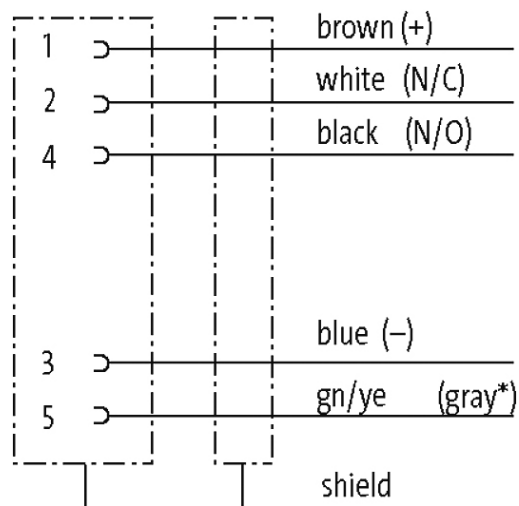 1 brown (+)
2 white (N/C)
4 black (N/O)
3 blue (–)
5 gn/ye (gray*)
shield